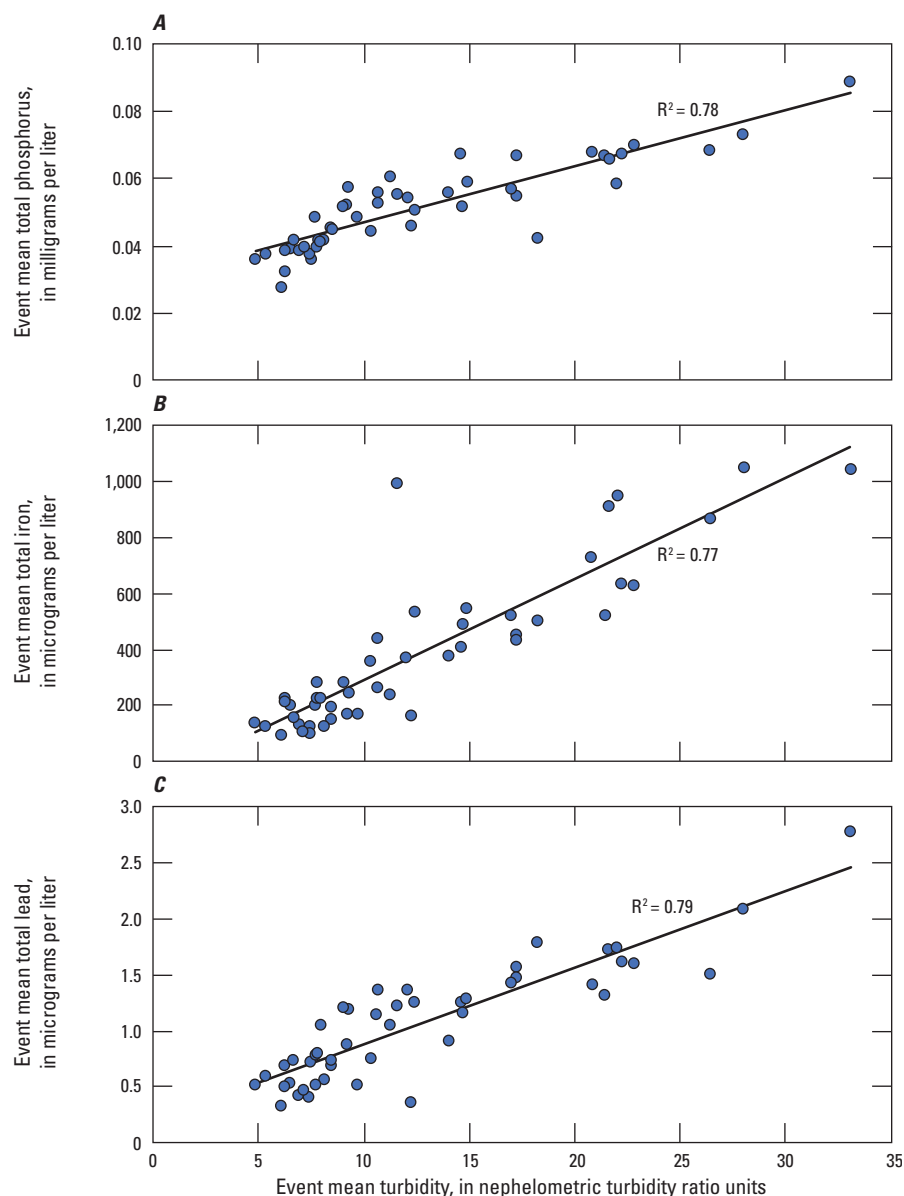 A
Event mean total phosphorus,
in milligrams per liter
0.10
0.08
0.06
0.04
0.02
0
R² = 0.78
B
Event mean total iron,
in micrograms per liter
1,200
1,000
800
600
400
200
0
R² = 0.77
C
Event mean total lead,
in micrograms per liter
3.0
2.5
2.0
1.5
1.0
0.5
0
R² = 0.79
0 5 10 15 20 25 30 35
Event mean turbidity, in nephelometric turbidity ratio units